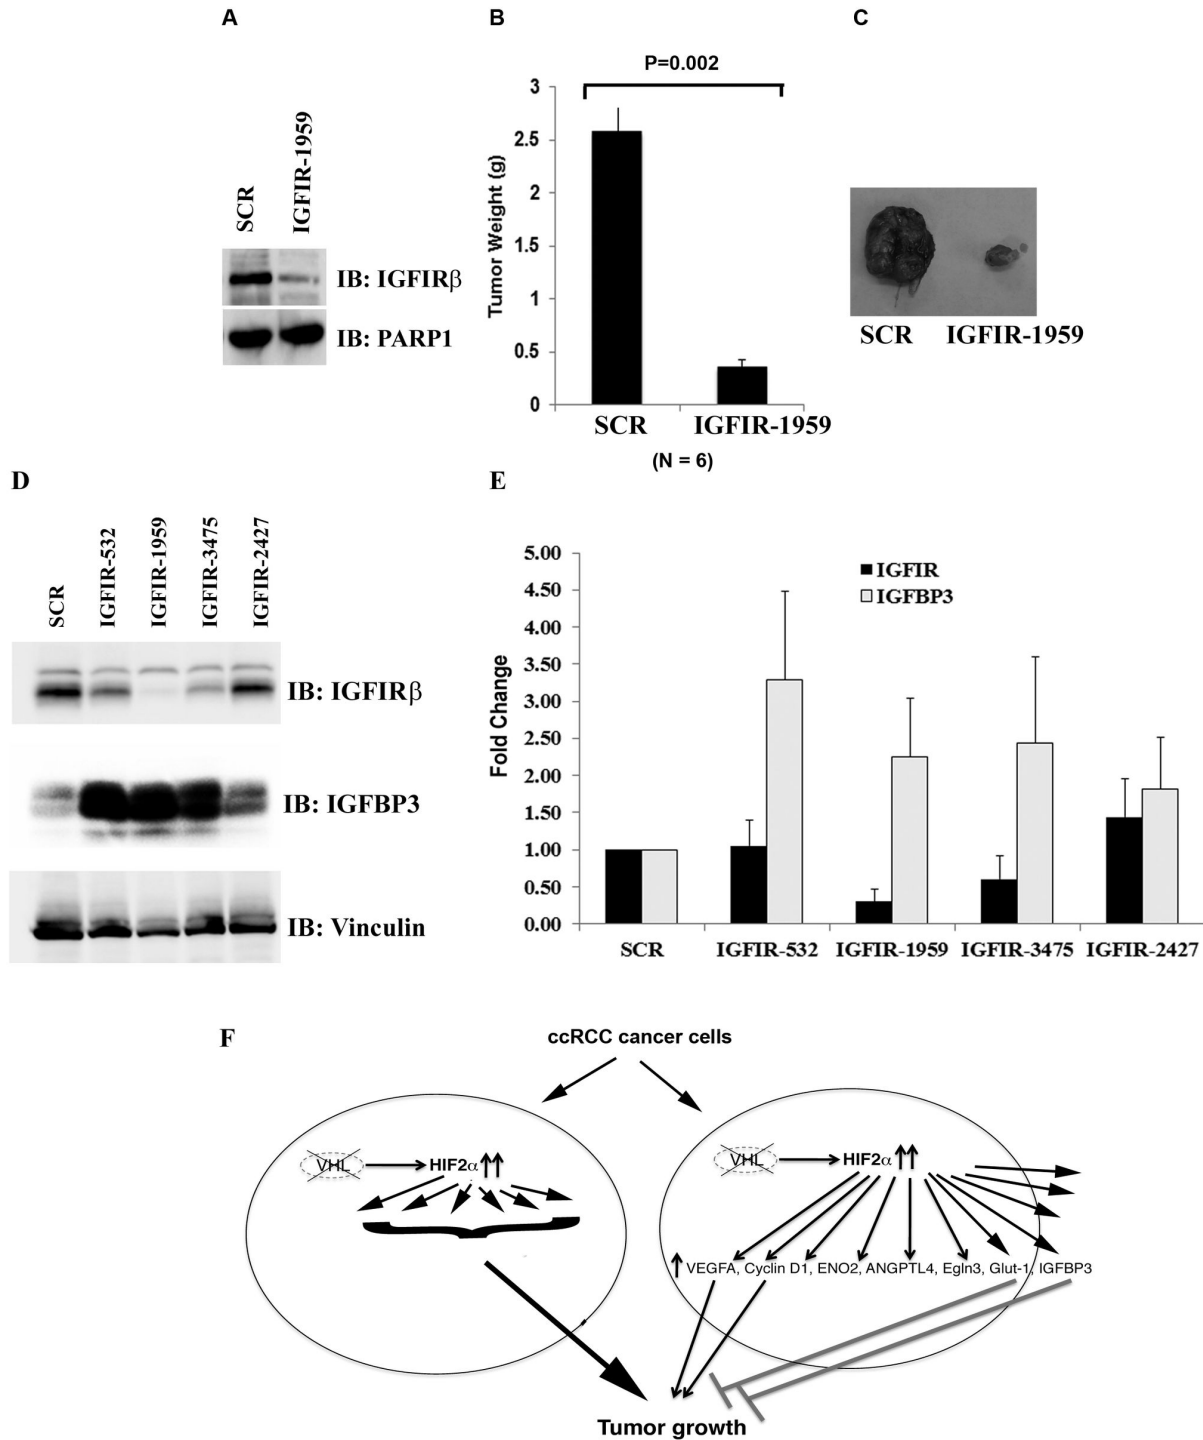 A
B
C
SCR
IGFIR-1959
IB: IGFIRβ
IB: PARP1
P=0.002
Tumor Weight (g)
3
2.5
2
1.5
1
0.5
0
SCR
IGFIR-1959
(N = 6)
SCR
IGFIR-1959
D
E
SCR
IGFIR-532
IGFIR-1959
IGFIR-3475
IGFIR-2427
IB: IGFIRβ
IB: IGFBP3
IB: Vinculin
Fold Change
5.00
4.50
4.00
3.50
3.00
2.50
2.00
1.50
1.00
0.50
0.00
IGFIR
IGFBP3
SCR
IGFIR-532
IGFIR-1959
IGFIR-3475
IGFIR-2427
F
ccRCC cancer cells
VHL
HIF2α
VHL
HIF2α
VEGFA, Cyclin D1, ENO2, ANGPTL4, Egln3, Glut-1, IGFBP3
Tumor growth